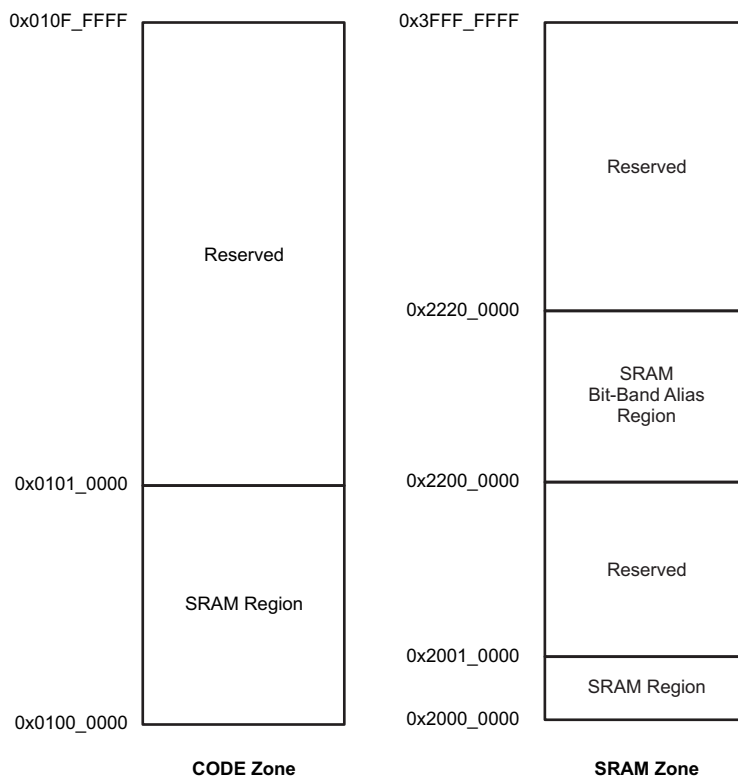 0x010F_FFFF
Reserved
0x0101_0000
SRAM Region
0x0100_0000
CODE Zone
0x3FFF_FFFF
Reserved
0x2220_0000
SRAM
Bit-Band Alias
Region
0x2200_0000
Reserved
0x2001_0000
SRAM Region
0x2000_0000
SRAM Zone